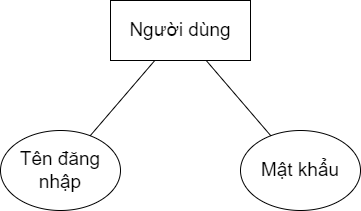 Người dùng
Tên đăng
nhập
Mật khẩu